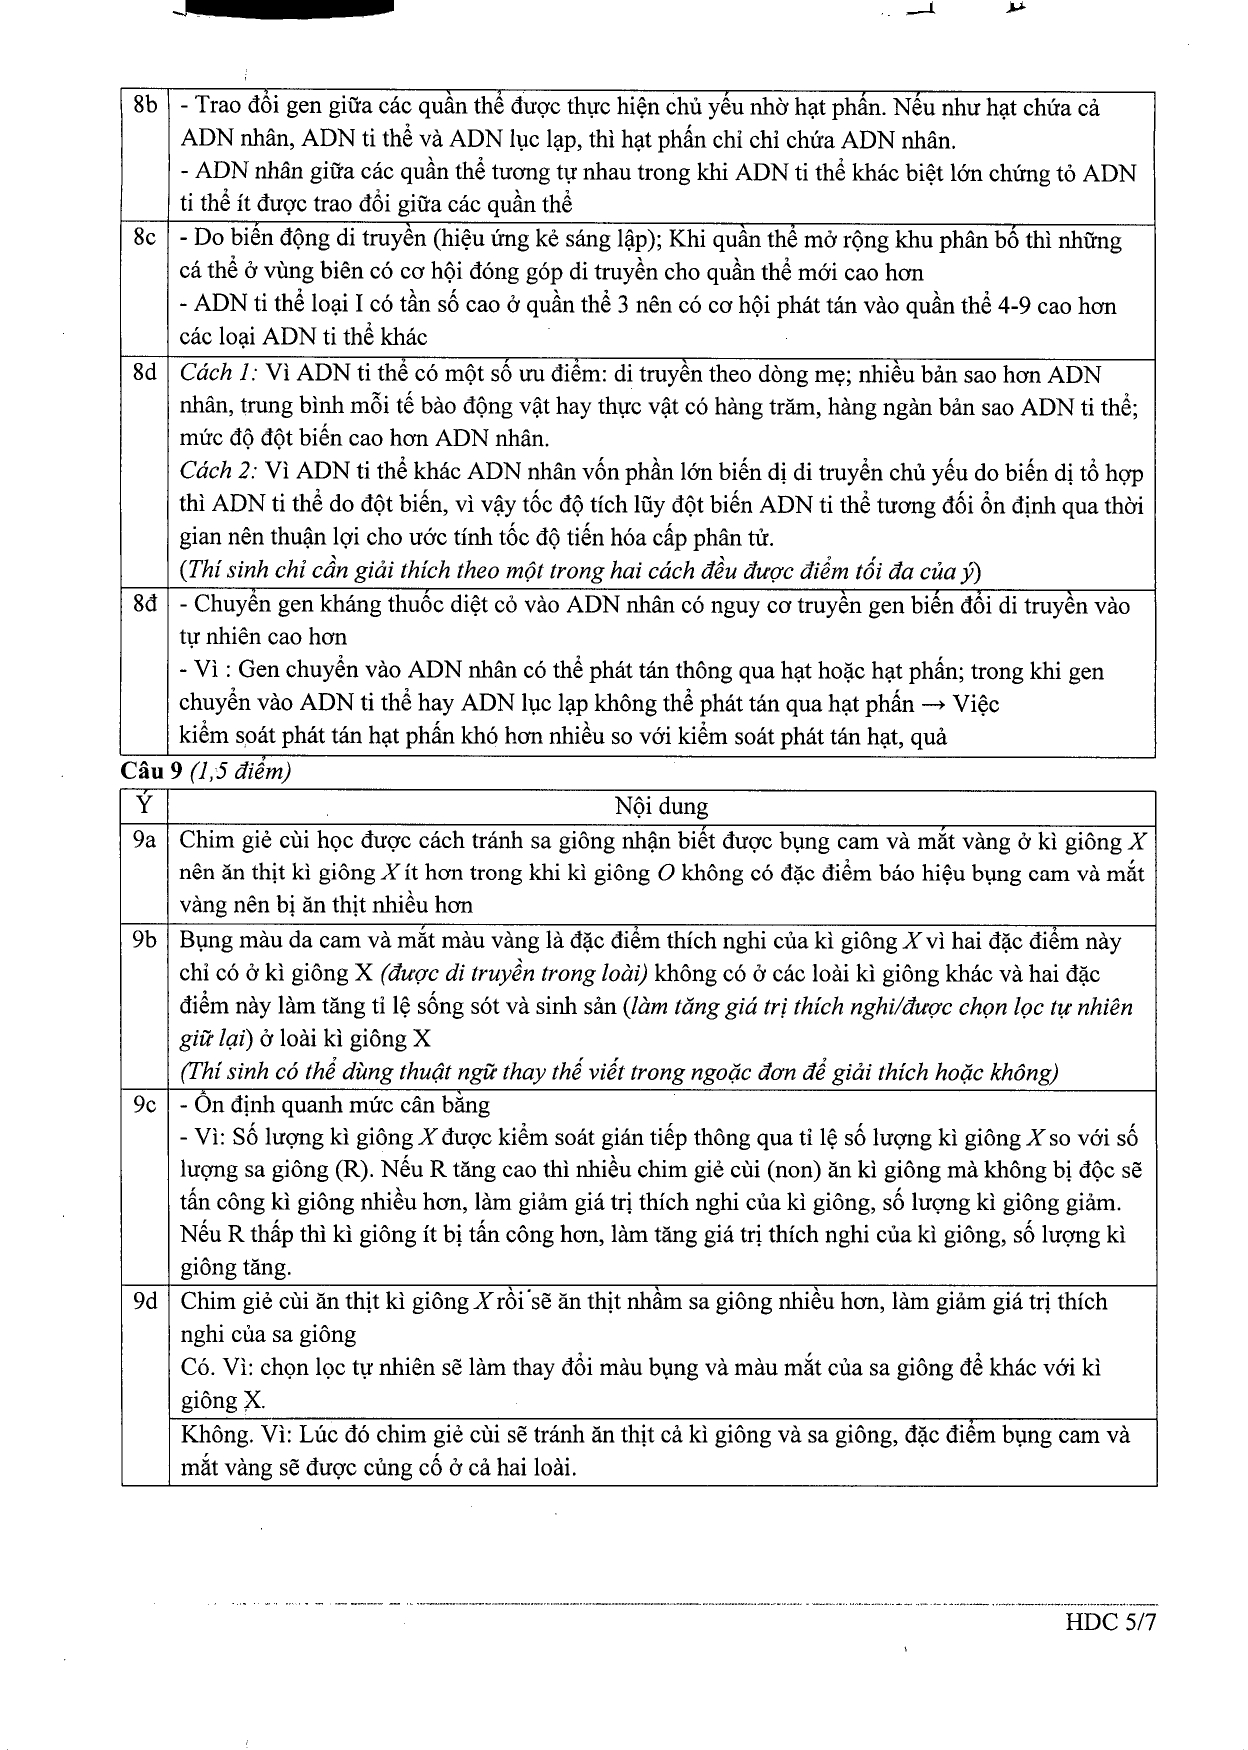 8b - Trao đổi gen giữa các quần thể được thực hiện chủ yếu nhờ hạt phấn. Nếu như hạt chứa cả
ADN nhân, ADN ti thể và ADN lục lạp, thì hạt phấn chỉ chỉ chứa ADN nhân.
- ADN nhân giữa các quần thể tương tự nhau trong khi ADN ti thể khác biệt lớn chứng tỏ ADN
ti thể ít được trao đổi giữa các quần thể
8c - Do biến động di truyền (hiệu ứng kẻ sáng lập); Khi quần thể mở rộng khu phân bố thì những
cá thể ở vùng biên có cơ hội đóng góp di truyền cho quần thể mới cao hơn
- ADN ti thể loại I có tần số cao ở quần thể 3 nên có cơ hội phát tán vào quần thể 4-9 cao hơn
các loại ADN ti thể khác
8d Cách 1: Vì ADN ti thể có một số ưu điểm: di truyền theo dòng mẹ; nhiều bản sao hơn ADN
nhân, trung bình mỗi tế bào động vật hay thực vật có hàng trăm, hàng ngàn bản sao ADN ti thể;
mức độ đột biến cao hơn ADN nhân.
Cách 2: Vì ADN ti thể khác ADN nhân vốn phần lớn biến dị di truyển chủ yếu do biến dị tổ hợp
thì ADN ti thể do đột biến, vì vậy tốc độ tích lũy đột biến ADN ti thể tương đối ổn định qua thời
gian nên thuận lợi cho ước tính tốc độ tiến hóa cấp phân tử.
(Thí sinh chỉ cần giải thích theo một trong hai cách đều được điểm tối đa của ý)
8đ - Chuyển gen kháng thuốc diệt cỏ vào ADN nhân có nguy cơ truyền gen biến đổi di truyền vào
tự nhiên cao hơn
- Vì : Gen chuyển vào ADN nhân có thể phát tán thông qua hạt hoặc hạt phấn; trong khi gen
chuyển vào ADN ti thể hay ADN lục lạp không thể phát tán qua hạt phấn → Việc
kiểm soát phát tán hạt phấn khó hơn nhiều so với kiểm soát phát tán hạt, quả
Câu 9 (1,5 điểm)
Ý Nội dung
9a Chim giẻ cùi học được cách tránh sa giông nhận biết được bụng cam và mắt vàng ở kì giông X
nên ăn thịt kì giông X ít hơn trong khi kì giông O không có đặc điểm báo hiệu bụng cam và mắt
vàng nên bị ăn thịt nhiều hơn
9b Bụng màu da cam và mắt màu vàng là đặc điểm thích nghi của kì giông X vì hai đặc điểm này
chỉ có ở kì giông X (được di truyền trong loài) không có ở các loài kì giông khác và hai đặc
điểm này làm tăng tỉ lệ sống sót và sinh sản (làm tăng giá trị thích nghi/được chọn lọc tự nhiên
giữ lại) ở loài kì giông X
(Thí sinh có thể dùng thuật ngữ thay thế viết trong ngoặc đơn để giải thích hoặc không)
9c - Ổn định quanh mức cân bằng
- Vì: Số lượng kì giông X được kiểm soát gián tiếp thông qua tỉ lệ số lượng kì giông X so với số
lượng sa giông (R). Nếu R tăng cao thì nhiều chim giẻ cùi (non) ăn kì giông mà không bị độc sẽ
tấn công kì giông nhiều hơn, làm giảm giá trị thích nghi của kì giông, số lượng kì giông giảm.
Nếu R thấp thì kì giông ít bị tấn công hơn, làm tăng giá trị thích nghi của kì giông, số lượng kì
giông tăng.
9d Chim giẻ cùi ăn thịt kì giông X rồi sẽ ăn thịt nhầm sa giông nhiều hơn, làm giảm giá trị thích
nghi của sa giông
Có. Vì: chọn lọc tự nhiên sẽ làm thay đổi màu bụng và màu mắt của sa giông để khác với kì
giông X.
Không. Vì: Lúc đó chim giẻ cùi sẽ tránh ăn thịt cả kì giông và sa giông, đặc điểm bụng cam và
mắt vàng sẽ được củng cố ở cả hai loài.
HDC 5/7